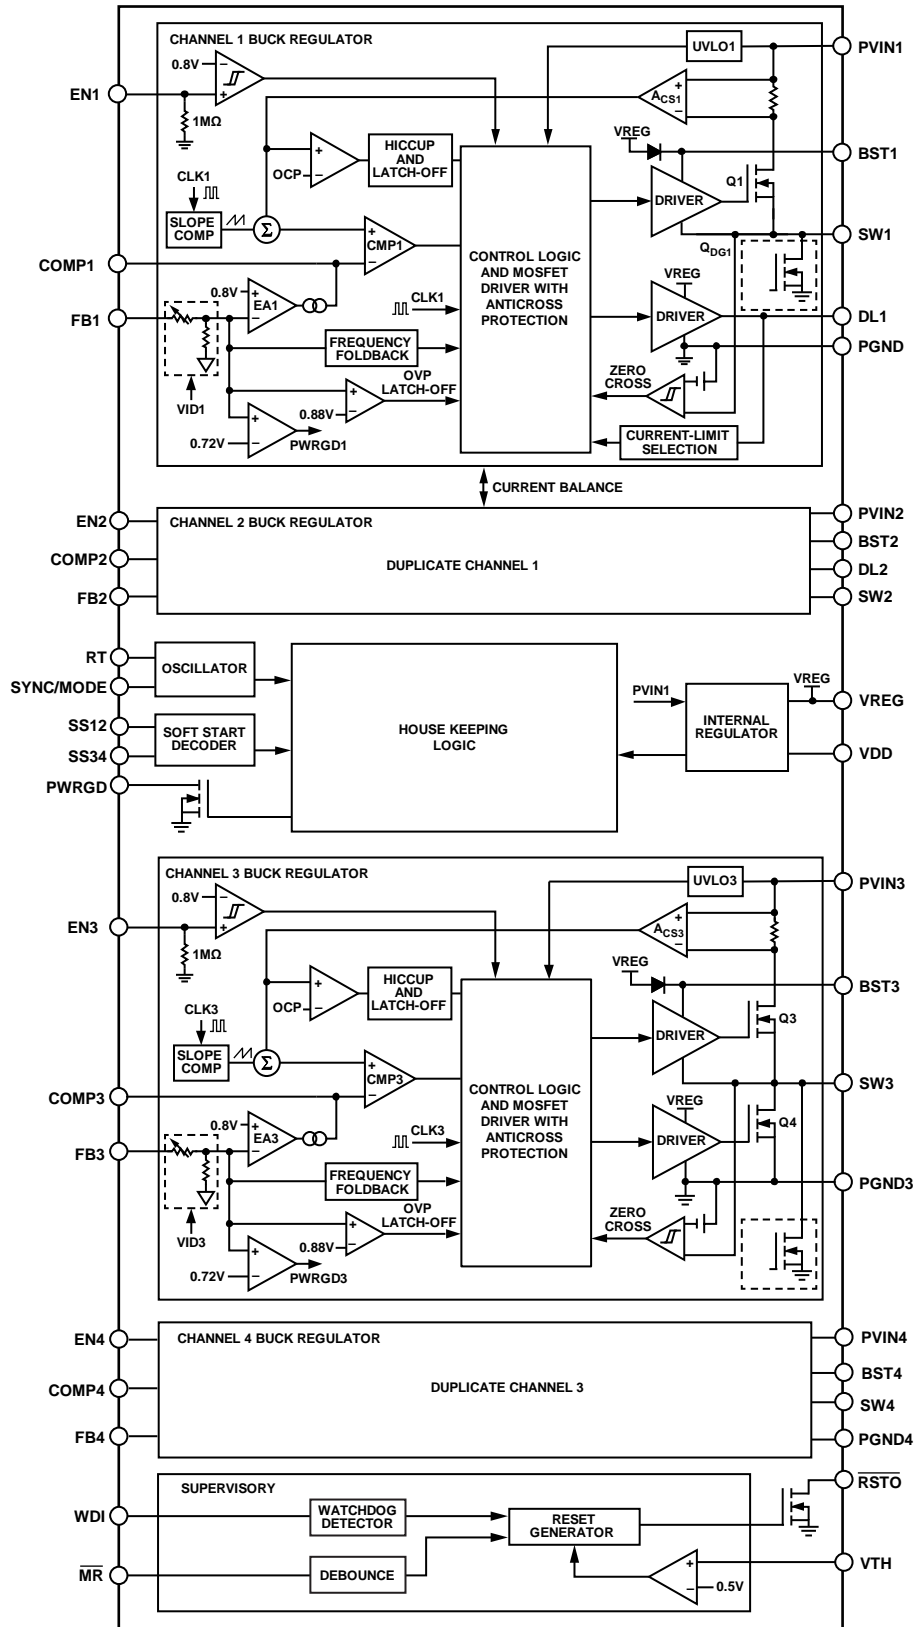 CHANNEL 1 BUCK REGULATOR
UVLO1
PVIN1
0.8V
−
+
EN1
1MΩ
ACS1
+
−
VREG
BST1
HICCUP
AND
LATCH-OFF
+
−
OCP
CLK1
Q1
DRIVER
SLOPE
COMP
Σ
+
CMP1
−
SW1
QDG1
COMP1
CONTROL LOGIC
AND MOSFET
DRIVER WITH
ANTICROSS
PROTECTION
VREG
0.8V
+
EA1
−
CLK1
FB1
DRIVER
DL1
FREQUENCY
FOLDBACK
PGND
VID1
OVP
LATCH-OFF
ZERO
CROSS
+
−
0.88V
+
−
0.72V
PWRGD1
CURRENT-LIMIT
SELECTION
CURRENT BALANCE
EN2
CHANNEL 2 BUCK REGULATOR
PVIN2
BST2
COMP2
DUPLICATE CHANNEL 1
DL2
FB2
SW2
RT
OSCILLATOR
SYNC/MODE
PVIN1
VREG
VREG
SS12
SOFT START
DECODER
SS34
HOUSE KEEPING
LOGIC
INTERNAL
REGULATOR
VDD
PWRGD
CHANNEL 3 BUCK REGULATOR
UVLO3
PVIN3
0.8V
−
+
EN3
1MΩ
ACS3
+
−
VREG
BST3
HICCUP
AND
LATCH-OFF
+
−
OCP
CLK3
Q3
DRIVER
SLOPE
COMP
Σ
+
CMP3
−
SW3
COMP3
CONTROL LOGIC
AND MOSFET
DRIVER WITH
ANTICROSS
PROTECTION
VREG
Q4
0.8V
+
EA3
−
CLK3
DRIVER
FB3
FREQUENCY
FOLDBACK
PGND3
VID3
OVP
LATCH-OFF
ZERO
CROSS
+
−
0.88V
+
−
0.72V
PWRGD3
EN4
CHANNEL 4 BUCK REGULATOR
PVIN4
BST4
COMP4
DUPLICATE CHANNEL 3
SW4
FB4
PGND4
SUPERVISORY
RSTO
WDI
WATCHDOG
DETECTOR
RESET
GENERATOR
MR
DEBOUNCE
+
−
0.5V
VTH